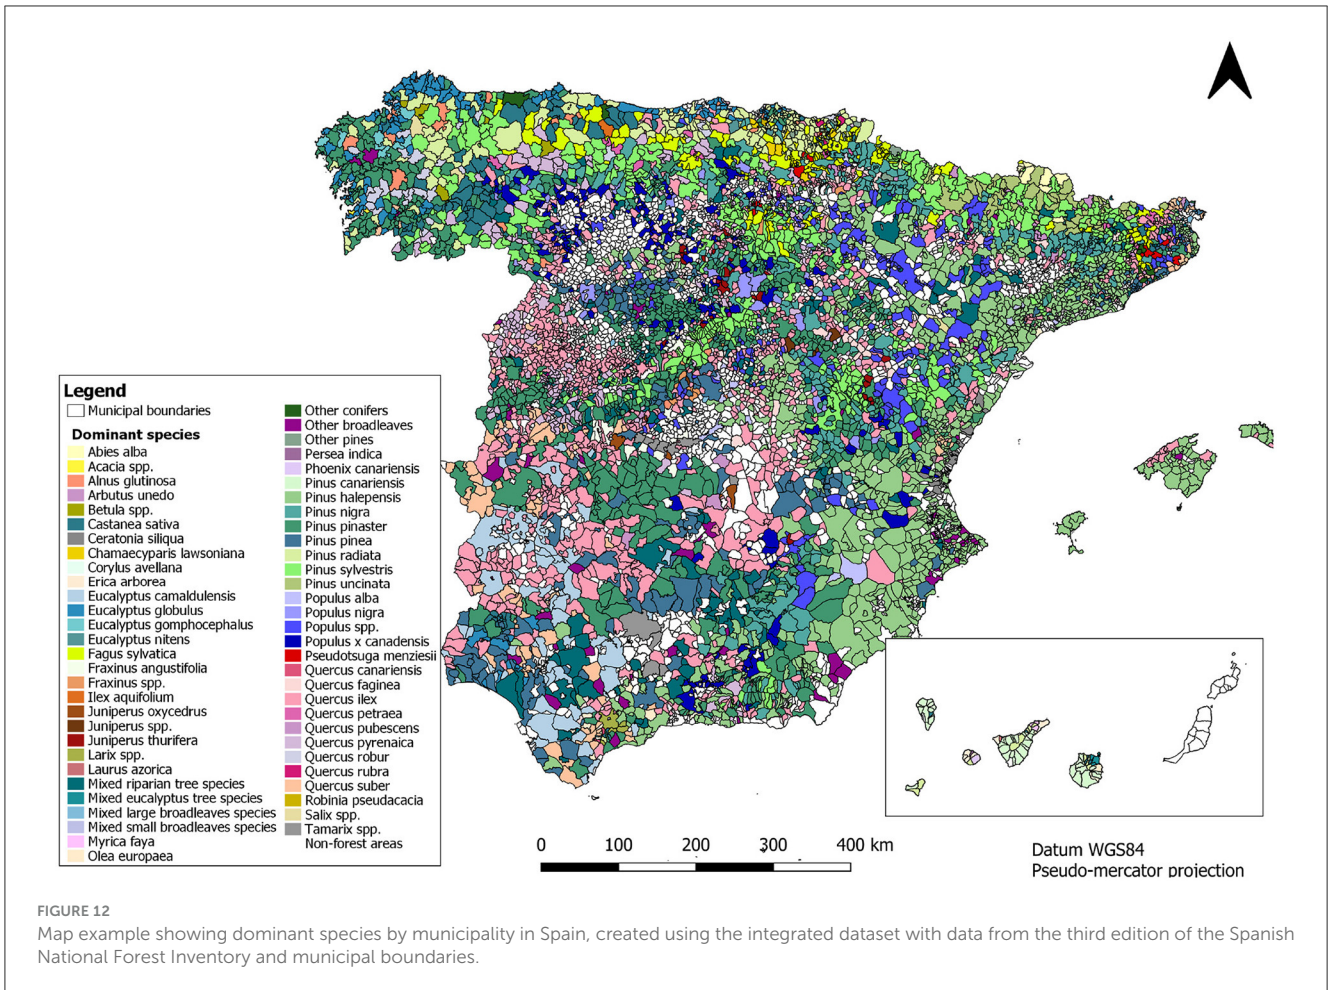 Legend
Municipal boundaries
Dominant species
Abies alba
Acacia spp.
Alnus glutinosa
Arbutus unedo
Betula spp.
Castanea sativa
Ceratonia siliqua
Chamaecyparis lawsoniana
Corylus avellana
Erica arborea
Eucalyptus camaldulensis
Eucalyptus globulus
Eucalyptus gomphocephalus
Eucalyptus nitens
Fagus sylvatica
Fraxinus angustifolia
Fraxinus spp.
Ilex aquifolium
Juniperus oxycedrus
Juniperus spp.
Juniperus thurifera
Larix spp.
Laurus azorica
Mixed riparian tree species
Mixed eucalyptus tree species
Mixed large broadleaves species
Mixed small broadleaves species
Myrica faya
Olea europaea
Other conifers
Other broadleaves
Other pines
Persea indica
Phoenix canariensis
Pinus canariensis
Pinus halepensis
Pinus nigra
Pinus pinaster
Pinus pinea
Pinus radiata
Pinus sylvestris
Pinus uncinata
Populus alba
Populus nigra
Populus spp.
Populus x canadensis
Pseudotsuga menziesii
Quercus canariensis
Quercus faginea
Quercus ilex
Quercus petraea
Quercus pubescens
Quercus pyrenaica
Quercus robur
Quercus rubra
Quercus suber
Robinia pseudacacia
Salix spp.
Tamarix spp.
Non-forest areas
0 100 200 300 400 km
Datum WGS84
Pseudo-mercator projection
FIGURE 12
Map example showing dominant species by municipality in Spain, created using the integrated dataset with data from the third edition of the Spanish
National Forest Inventory and municipal boundaries.